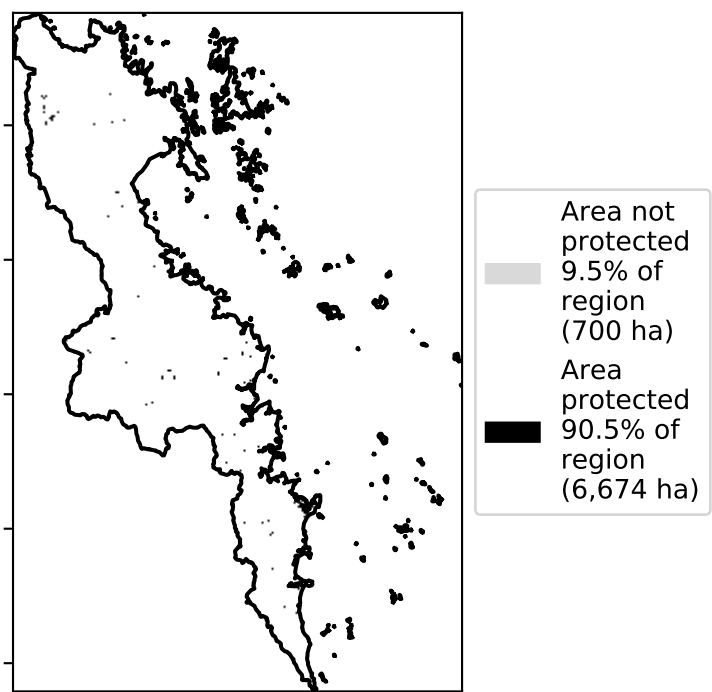 Area not
protected
9.5% of
region
(700 ha)
Area
protected
90.5% of
region
(6,674 ha)